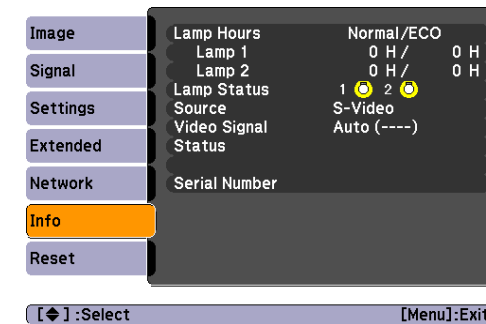 Image
Signal
Settings
Extended
Network
Info
Reset
Lamp Hours Normal/ECO
Lamp 1 0 H / 0 H
Lamp 2 0 H / 0 H
Lamp Status 1 2
Source S-Video
Video Signal Auto (----)
Status
Serial Number
[ ] :Select [Menu]:Exit